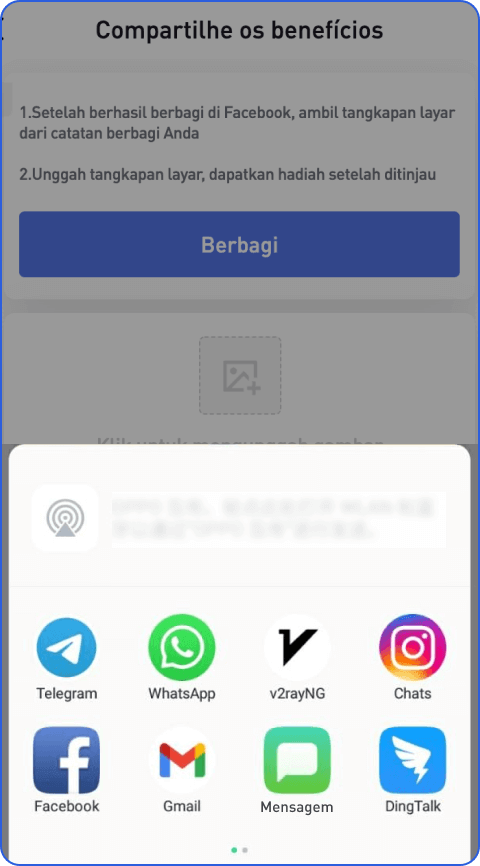 Compartilhe os benefícios
1.Setelah berhasil berbagi di Facebook, ambil tangkapan layar
dari catatan berbagi Anda
2.Unggah tangkapan layar, dapatkan hadiah setelah ditinjau
Berbagi
Klik untuk mengunggah gambar
Telegram WhatsApp v2rayNG Chats
Facebook Gmail Mensagem DingTalk